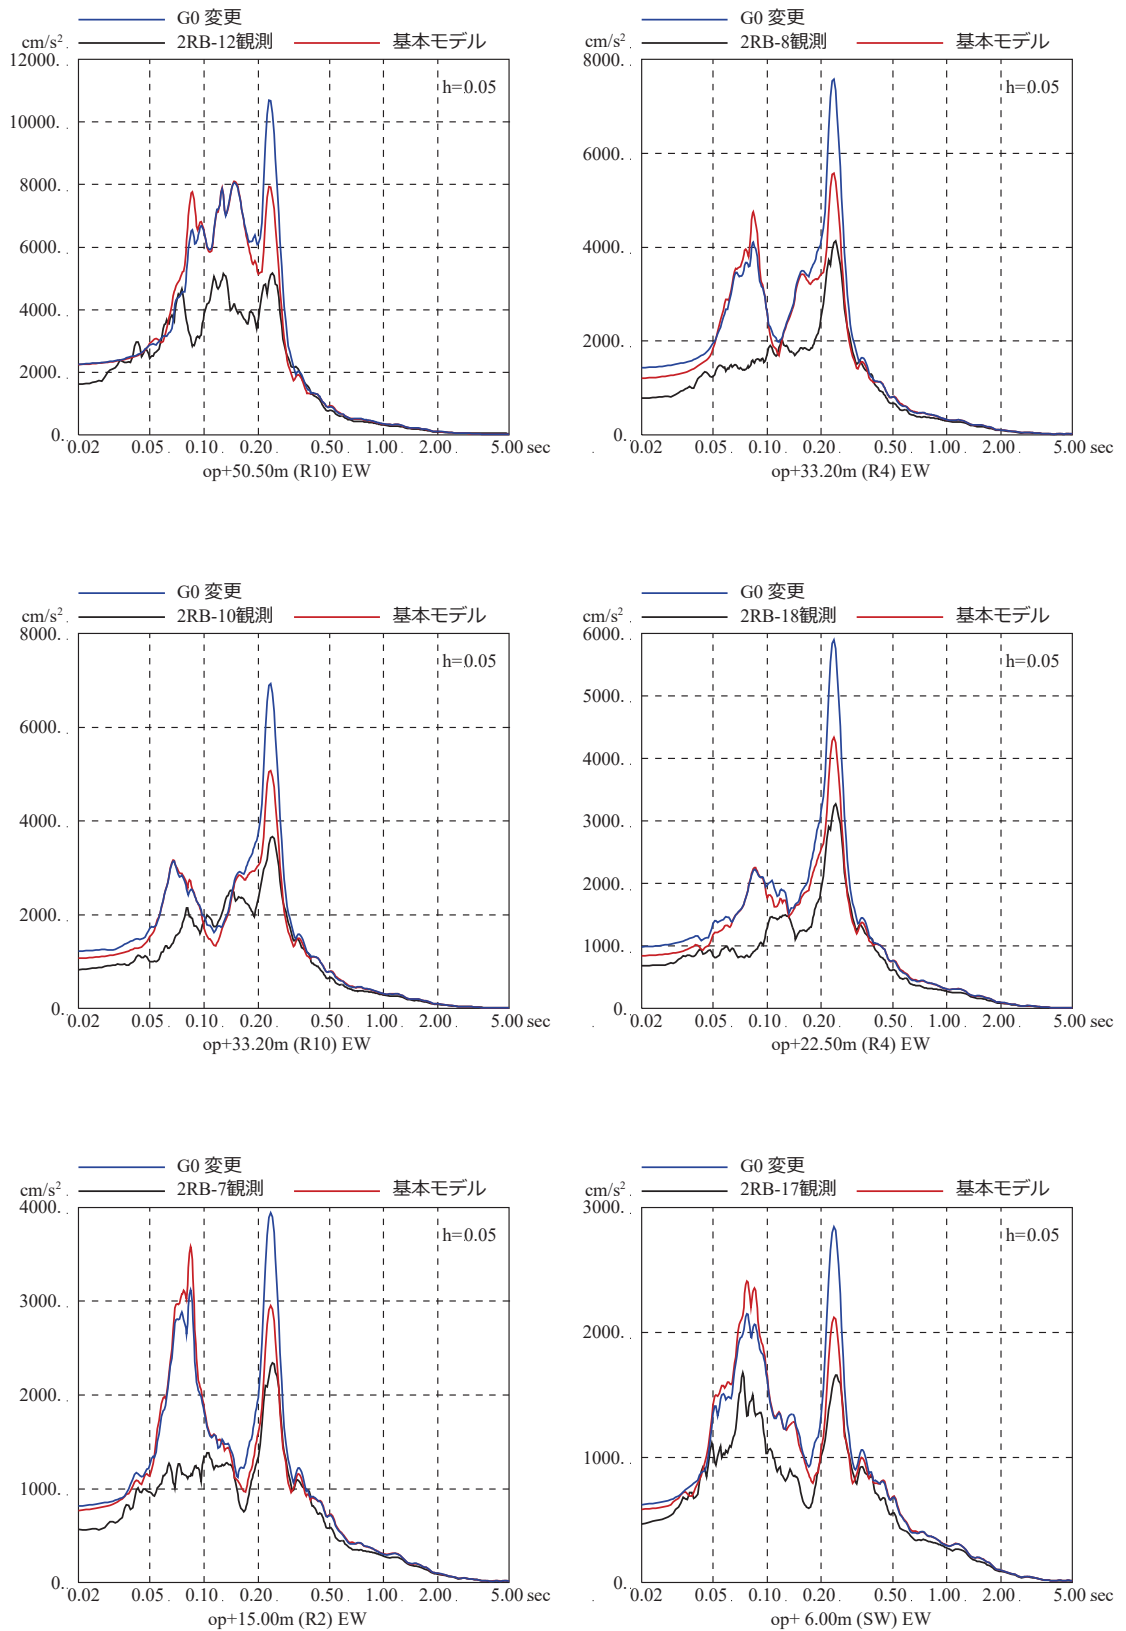 G0 変更
cm/s² 2RB-12観測 基本モデル
12000.
h=0.05
10000.
8000.
6000.
4000.
2000.
0.
0.02 0.05 0.10 0.20 0.50 1.00 2.00 5.00 sec
op+50.50m (R10) EW
G0 変更
cm/s² 2RB-8観測 基本モデル
8000.
h=0.05
6000.
4000.
2000.
0.
0.02 0.05 0.10 0.20 0.50 1.00 2.00 5.00 sec
op+33.20m (R4) EW
G0 変更
cm/s² 2RB-10観測 基本モデル
8000.
h=0.05
6000.
4000.
2000.
0.
0.02 0.05 0.10 0.20 0.50 1.00 2.00 5.00 sec
op+33.20m (R10) EW
G0 変更
cm/s² 2RB-18観測 基本モデル
6000.
h=0.05
5000.
4000.
3000.
2000.
1000.
0.
0.02 0.05 0.10 0.20 0.50 1.00 2.00 5.00 sec
op+22.50m (R4) EW
G0 変更
cm/s² 2RB-7観測 基本モデル
4000.
h=0.05
3000.
2000.
1000.
0.
0.02 0.05 0.10 0.20 0.50 1.00 2.00 5.00 sec
op+15.00m (R2) EW
G0 変更
cm/s² 2RB-17観測 基本モデル
3000.
h=0.05
2000.
1000.
0.
0.02 0.05 0.10 0.20 0.50 1.00 2.00 5.00 sec
op+ 6.00m (SW) EW